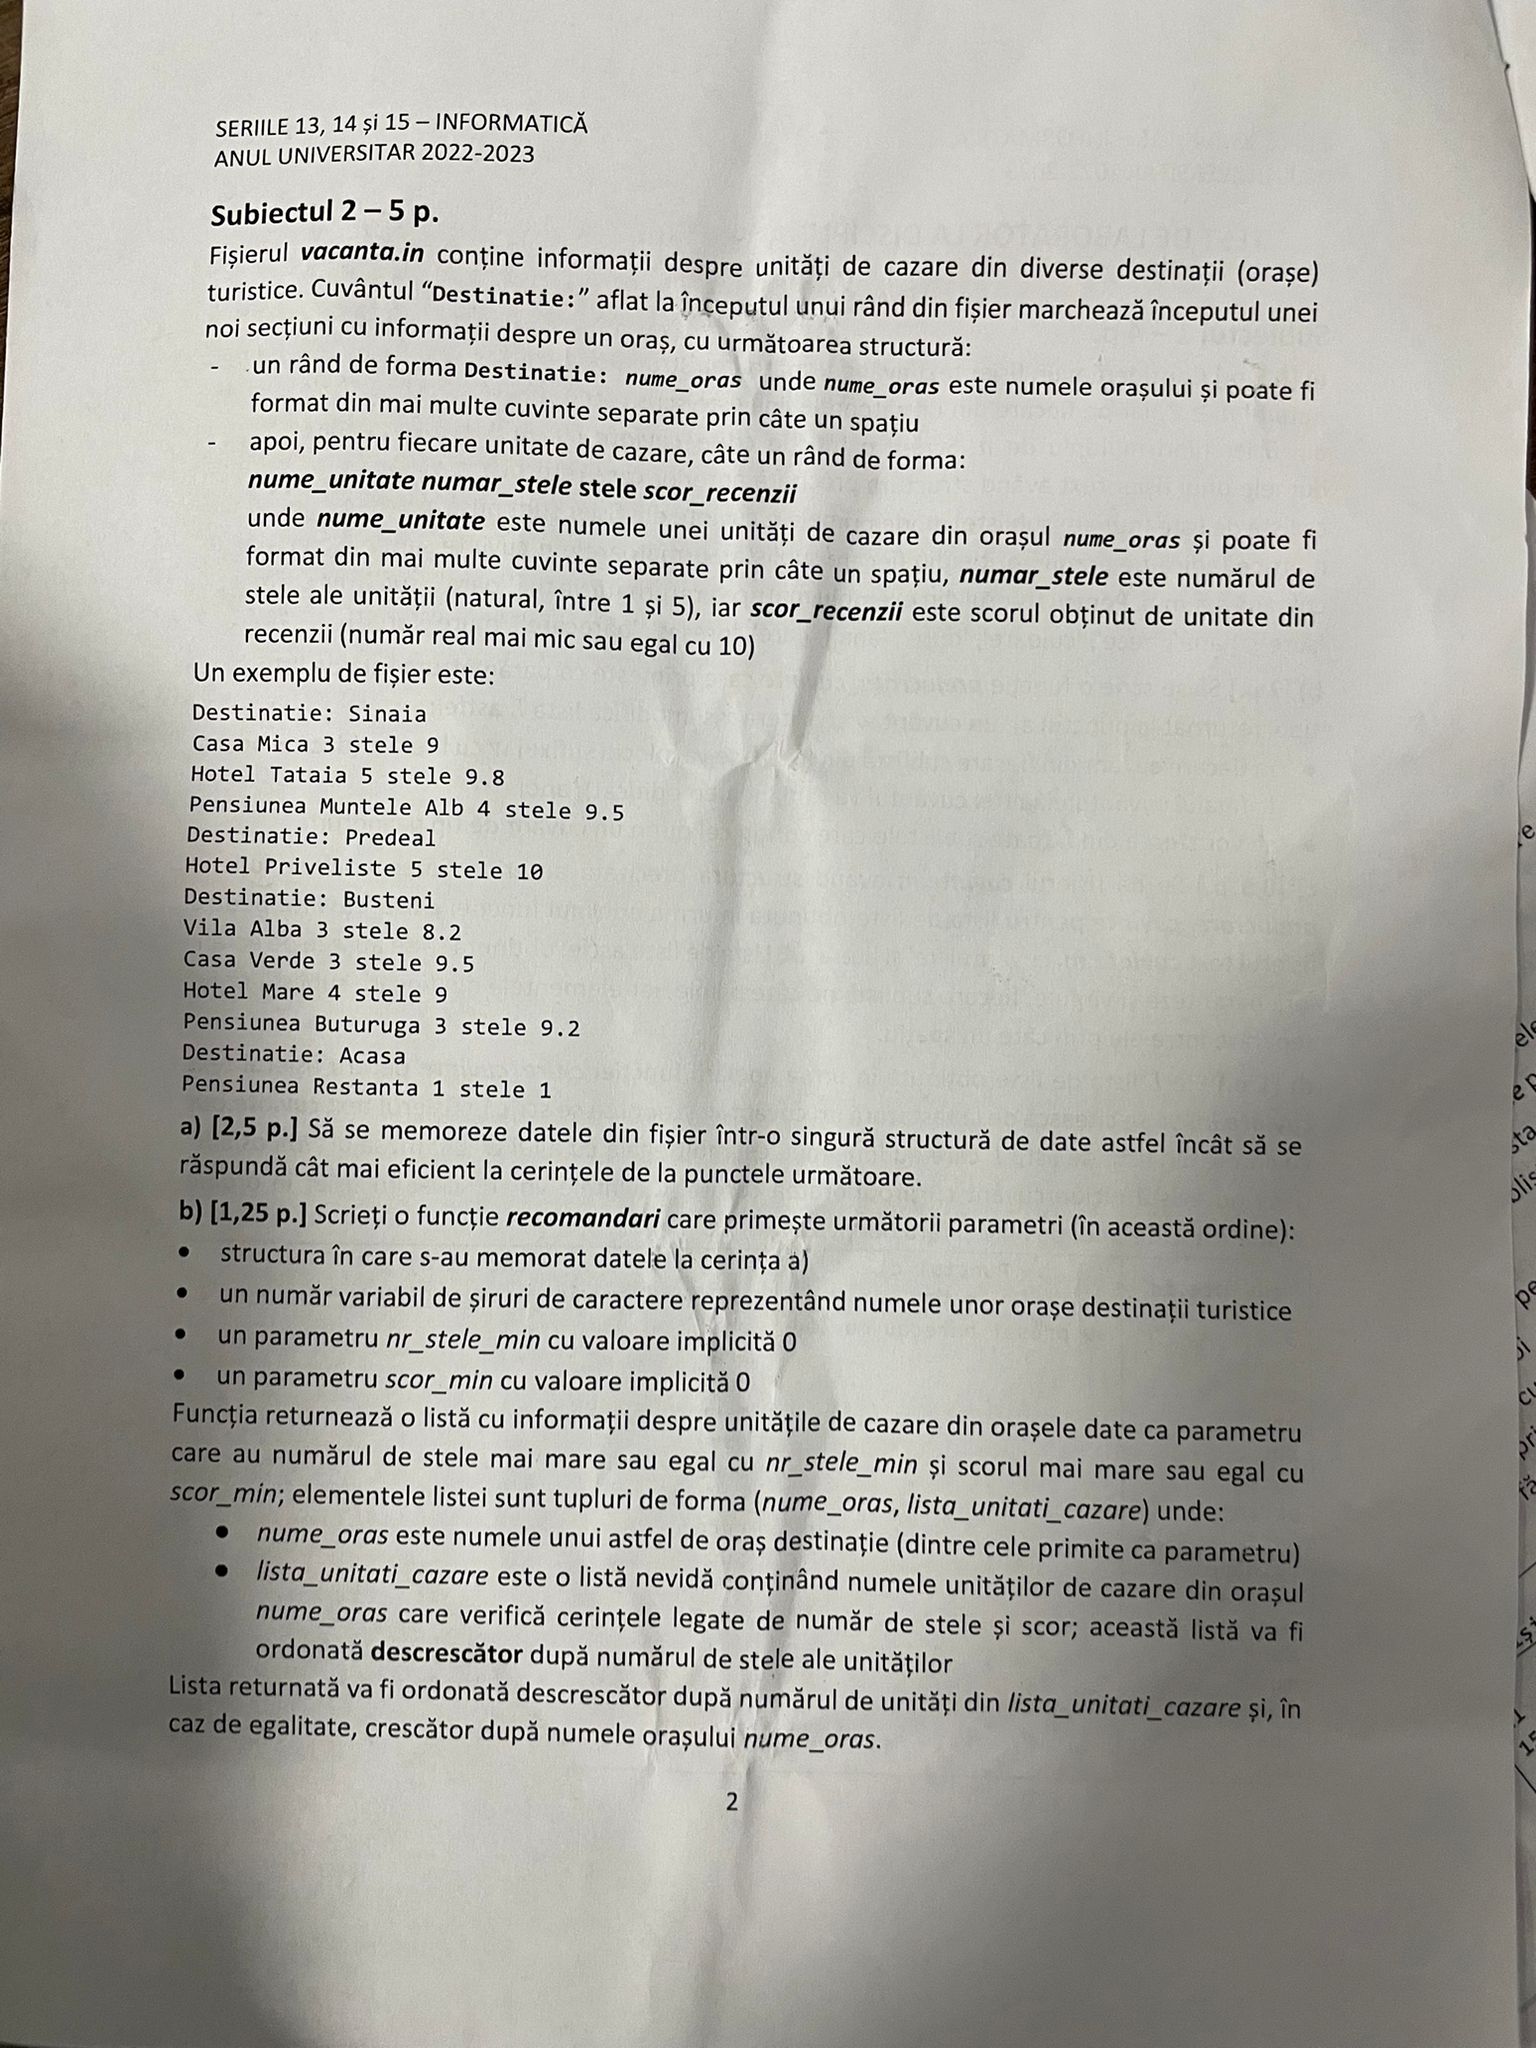 SERIILE 13, 14 și 15 – INFORMATICĂ
ANUL UNIVERSITAR 2022-2023
Subiectul 2 – 5 p.
Fișierul vacanta.in conține informații despre unități de cazare din diverse destinații (orașe)
turistice. Cuvântul “Destinatie:” aflat la începutul unui rând din fișier marchează începutul unei
noi secțiuni cu informații despre un oraș, cu următoarea structură:
- un rând de forma Destinatie: nume_oras unde nume_oras este numele orașului și poate fi
format din mai multe cuvinte separate prin câte un spațiu
- apoi, pentru fiecare unitate de cazare, câte un rând de forma:
nume_unitate numar_stele stele scor_recenzii
unde nume_unitate este numele unei unități de cazare din orașul nume_oras și poate fi
format din mai multe cuvinte separate prin câte un spațiu, numar_stele este numărul de
stele ale unității (natural, între 1 și 5), iar scor_recenzii este scorul obținut de unitate din
recenzii (număr real mai mic sau egal cu 10)
Un exemplu de fișier este:
Destinatie: Sinaia
Casa Mica 3 stele 9
Hotel Tataia 5 stele 9.8
Pensiunea Muntele Alb 4 stele 9.5
Destinatie: Predeal
Hotel Priveliste 5 stele 10
Destinatie: Busteni
Vila Alba 3 stele 8.2
Casa Verde 3 stele 9.5
Hotel Mare 4 stele 9
Pensiunea Buturuga 3 stele 9.2
Destinatie: Acasa
Pensiunea Restanta 1 stele 1
a) [2,5 p.] Să se memoreze datele din fișier într-o singură structură de date astfel încât să se
răspundă cât mai eficient la cerințele de la punctele următoare.
b) [1,25 p.] Scrieți o funcție recomandari care primește următorii parametri (în această ordine):
• structura în care s-au memorat datele la cerința a)
• un număr variabil de șiruri de caractere reprezentând numele unor orașe destinații turistice
• un parametru nr_stele_min cu valoare implicită 0
• un parametru scor_min cu valoare implicită 0
Funcția returnează o listă cu informații despre unitățile de cazare din orașele date ca parametru
care au numărul de stele mai mare sau egal cu nr_stele_min și scorul mai mare sau egal cu
scor_min; elementele listei sunt tupluri de forma (nume_oras, lista_unitati_cazare) unde:
• nume_oras este numele unui astfel de oraș destinație (dintre cele primite ca parametru)
• lista_unitati_cazare este o listă nevidă conținând numele unităților de cazare din orașul
nume_oras care verifică cerințele legate de număr de stele și scor; această listă va fi
ordonată descrescător după numărul de stele ale unităților
Lista returnată va fi ordonată descrescător după numărul de unități din lista_unitati_cazare și, în
caz de egalitate, crescător după numele orașului nume_oras.
2